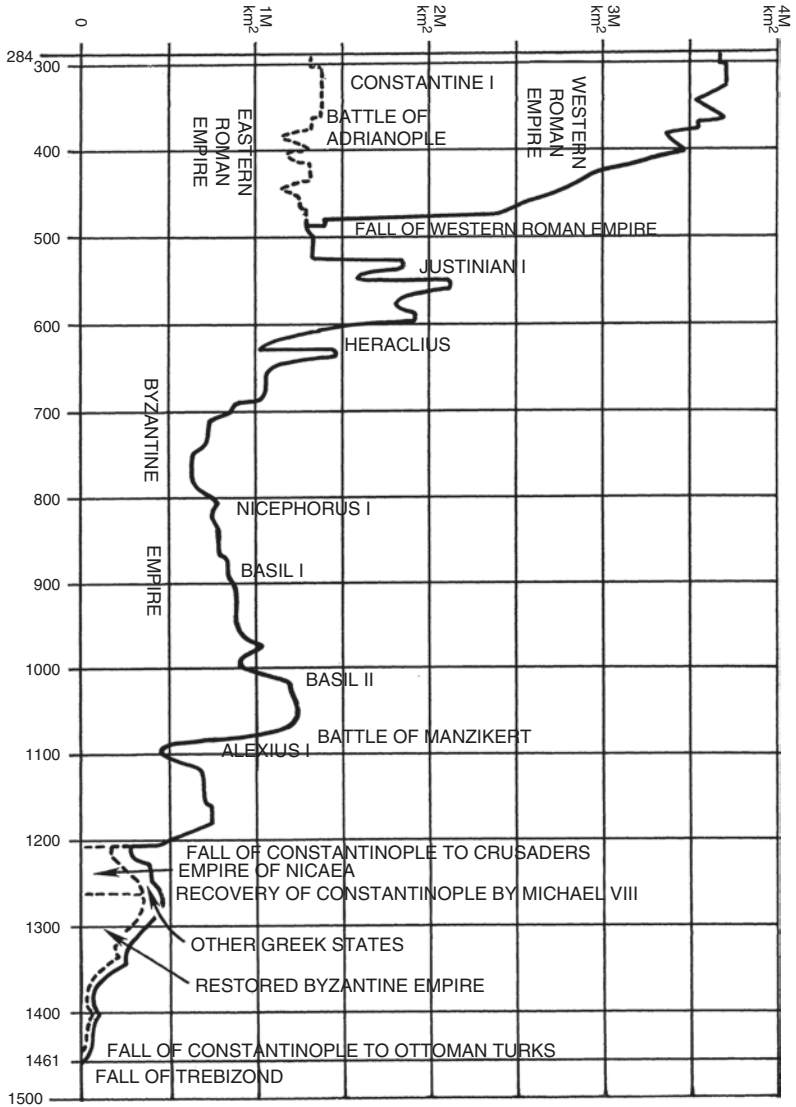 0
1M
km²
2M
km²
3M
km²
4M
km²
284
300
CONSTANTINE I
WESTERN
ROMAN
EMPIRE
EASTERN
ROMAN
EMPIRE
BATTLE OF
ADRIANOPLE
400
FALL OF WESTERN ROMAN EMPIRE
500
JUSTINIAN I
600
HERACLIUS
BYZANTINE
700
800
NICEPHORUS I
EMPIRE
BASIL I
900
1000
BASIL II
BATTLE OF MANZIKERT
1100
ALEXIUS I
1200
FALL OF CONSTANTINOPLE TO CRUSADERS
EMPIRE OF NICAEA
RECOVERY OF CONSTANTINOPLE BY MICHAEL VIII
1300
OTHER GREEK STATES
RESTORED BYZANTINE EMPIRE
1400
FALL OF CONSTANTINOPLE TO OTTOMAN TURKS
1461
FALL OF TREBIZOND
1500